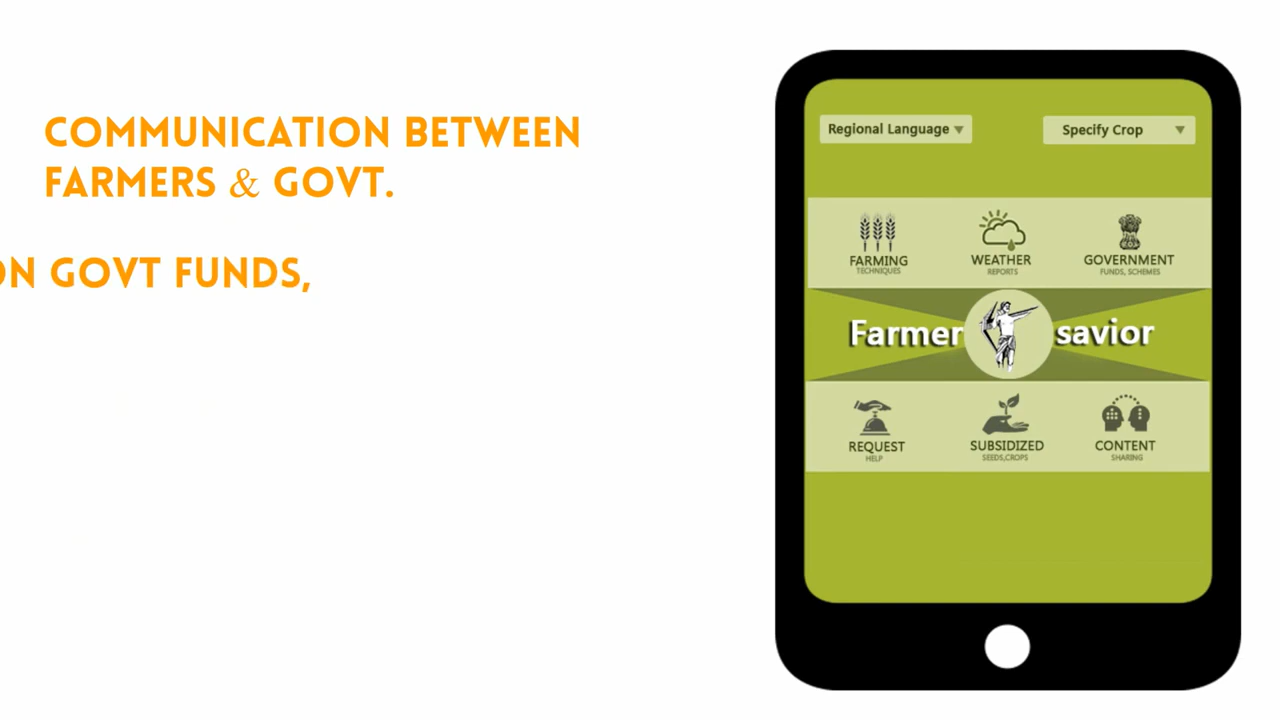 COMMUNICATION BETWEEN
FARMERS & GOVT.
GOVT FUNDS,
Regional Language
Specify Crop
FARMING
TECHNIQUES
WEATHER
REPORTS
GOVERNMENT
FUNDS, SCHEMES
Farmer savior
REQUEST
HELP
SUBSIDIZED
SEEDS,CROPS
CONTENT
SHARING